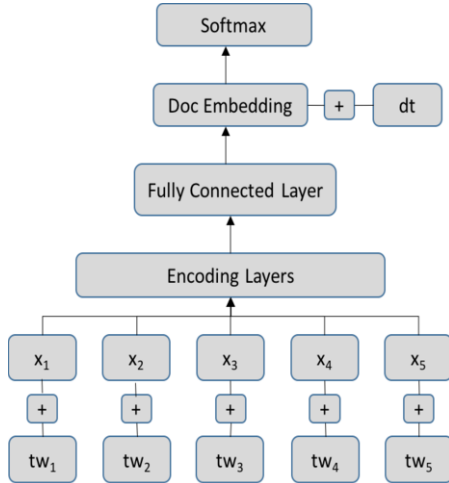 Softmax
Doc Embedding + dt
Fully Connected Layer
Encoding Layers
x₁ x₂ x₃ x₄ x₅
+ + + + +
tw₁ tw₂ tw₃ tw₄ tw₅